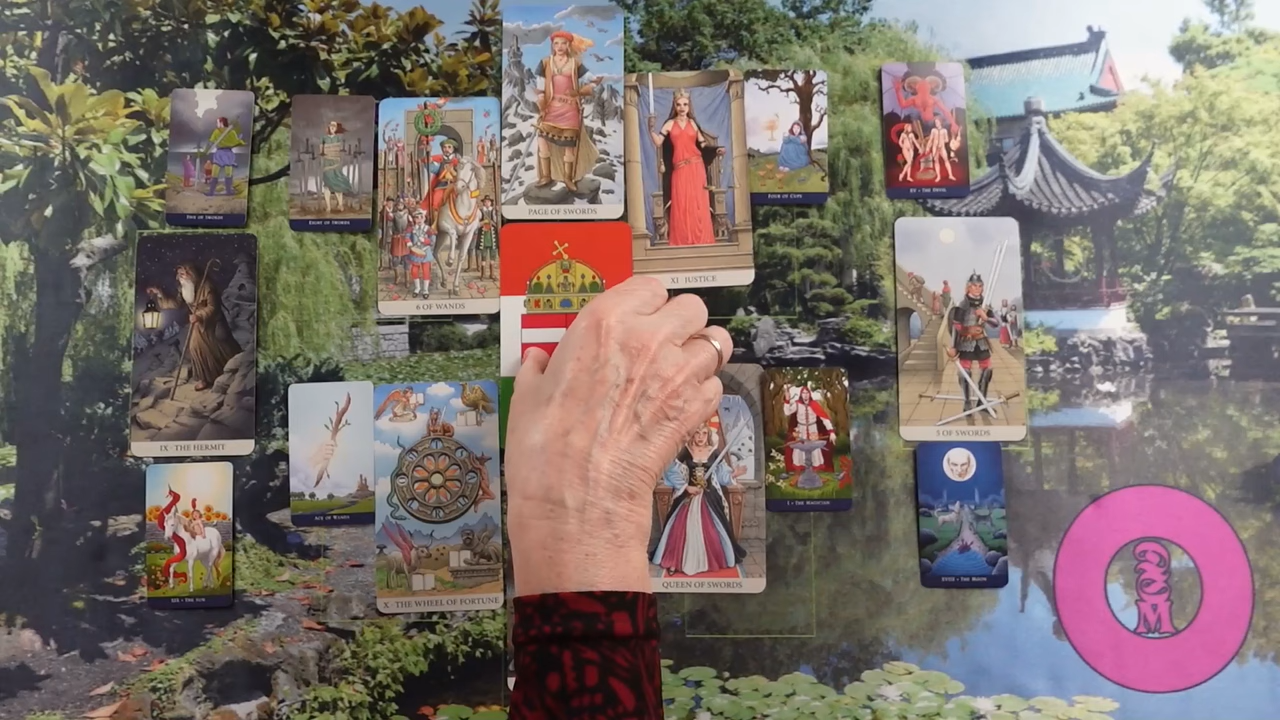 PAGE OF SWORDS
FIVE OF SWORDS
EIGHT OF SWORDS
6 OF WANDS
XI · JUSTICE
FOUR OF CUPS
XV • THE DEVIL
IX · THE HERMIT
5 OF SWORDS
ACE OF WANDS
I • THE MAGICIAN
XIX • THE SUN
X · THE WHEEL OF FORTUNE
QUEEN OF SWORDS
XVIII • THE MOON